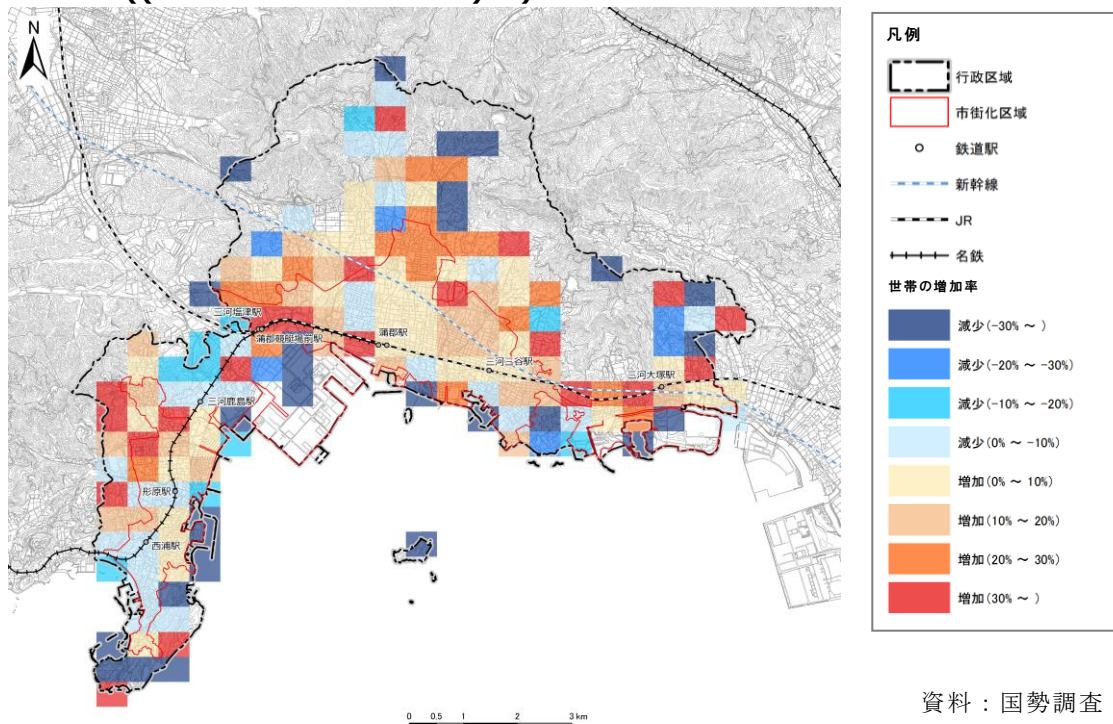 N
三河塩津駅
蒲郡競艇場前駅
蒲郡駅
三河三谷駅
三河大塚駅
三河鹿島駅
形原駅
西浦駅
0 0.5 1 2 3 km
凡例
行政区域
市街化区域
鉄道駅
新幹線
JR
名鉄
世帯の増加率
減少(-30% ～ )
減少(-20% ～ -30%)
減少(-10% ～ -20%)
減少(0% ～ -10%)
増加(0% ～ 10%)
増加(10% ～ 20%)
増加(20% ～ 30%)
増加(30% ～ )
資料：国勢調査